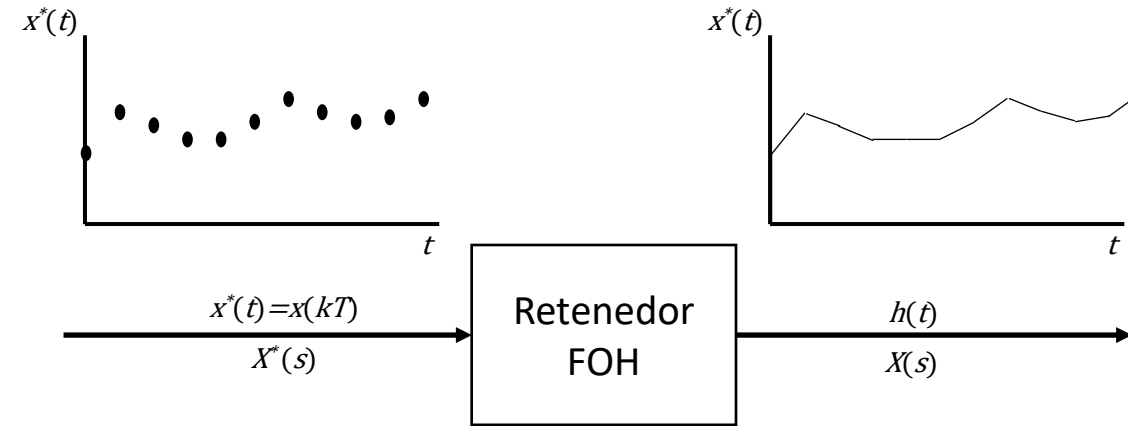 x*(t)
t
x*(t)
t
x*(t)=x(kT)
X*(s)
Retenedor
FOH
h(t)
X(s)